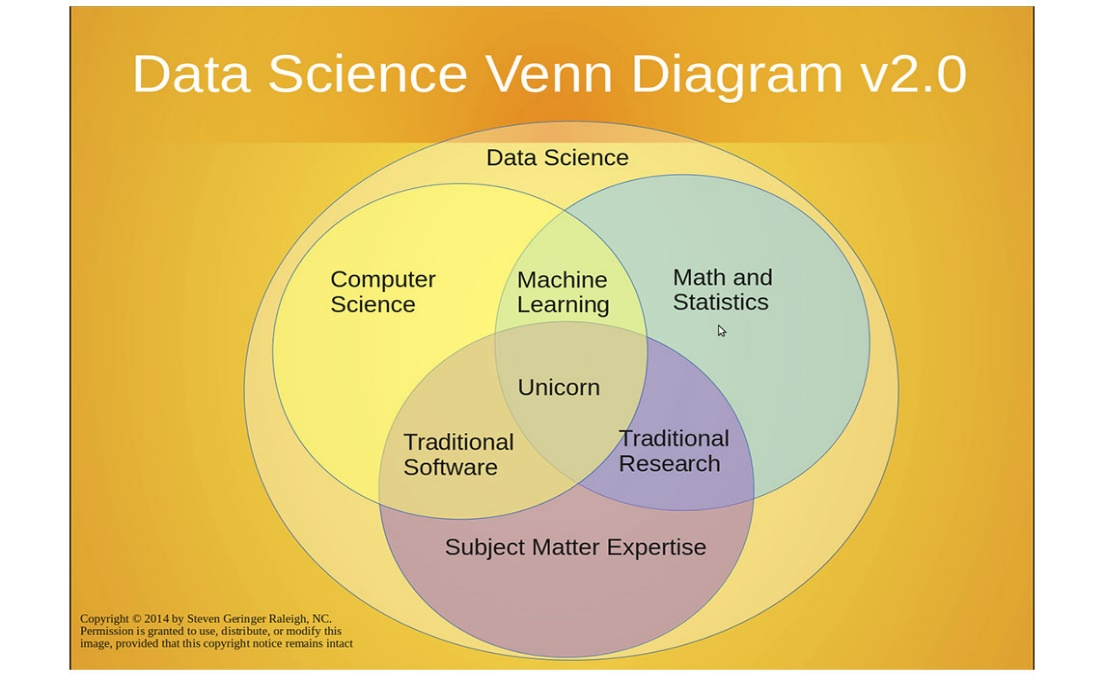 Data Science Venn Diagram v2.0
Data Science
Computer
Science
Machine
Learning
Math and
Statistics
Unicorn
Traditional
Software
Traditional
Research
Subject Matter Expertise
Copyright © 2014 by Steven Geringer Raleigh, NC.
Permission is granted to use, distribute, or modify this
image, provided that this copyright notice remains intact